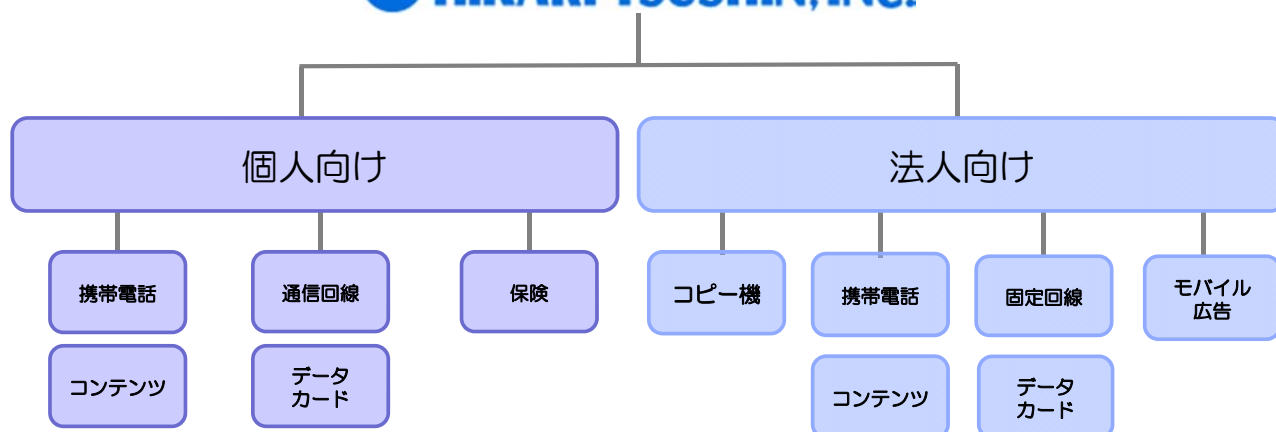 HIKARI TSUSHIN, INC.
個人向け
法人向け
携帯電話
通信回線
保険
コピー機
携帯電話
固定回線
モバイル
広告
コンテンツ
データ
カード
コンテンツ
データ
カード